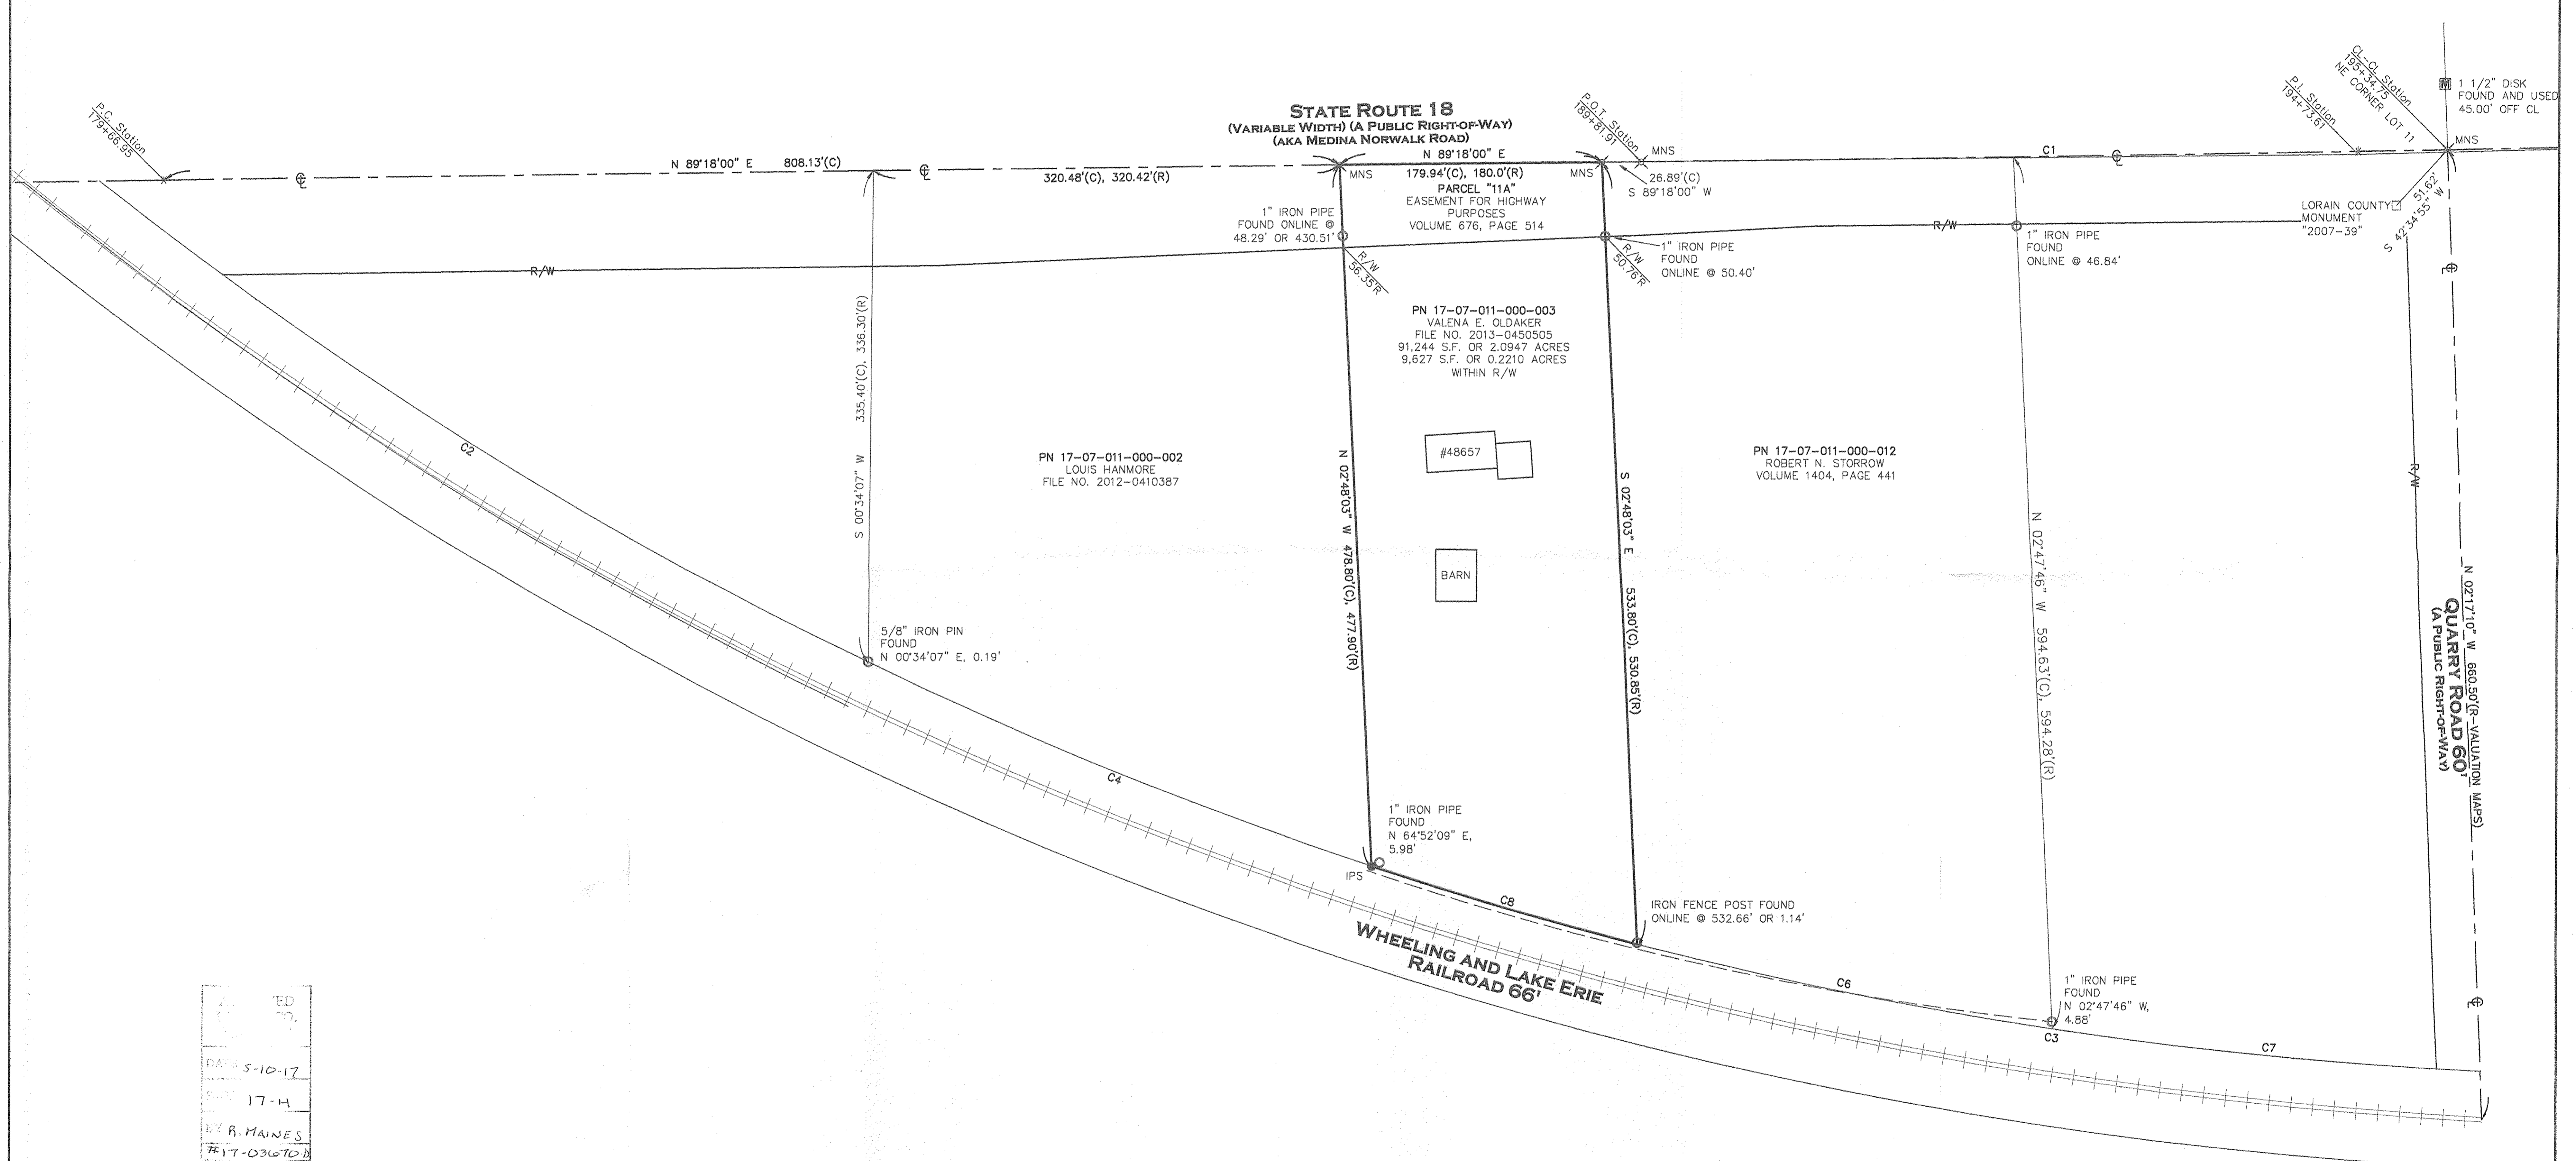 P.C. Station
179+66.95
N 89°18'00" E 808.13'(C)
320.48'(C), 320.42'(R)
STATE ROUTE 18
(VARIABLE WIDTH) (A PUBLIC RIGHT-OF-WAY)
(AKA MEDINA NORWALK ROAD)
N 89°18'00" E
179.94'(C), 180.0'(R)
PARCEL "11A"
EASEMENT FOR HIGHWAY
PURPOSES
VOLUME 676, PAGE 514
MNS
MNS
P.O.T. Station
189+81.91
MNS
26.89'(C)
S 89°18'00" W
C1
P.I. Station
194+73.61
CL-CL Station
195+34.75
NE CORNER LOT 11
M
1 1/2" DISK
FOUND AND USED
45.00' OFF CL
MNS
51.62'
S 42°34'55" W
LORAIN COUNTY
MONUMENT
"2007-39"
1" IRON PIPE
FOUND ONLINE @
48.29' OR 430.51'
R/W
56.35'R
R/W
50.76'R
1" IRON PIPE
FOUND
ONLINE @ 50.40'
R/W
1" IRON PIPE
FOUND
ONLINE @ 46.84'
R/W
S 00°34'07" W 335.40'(C), 336.30'(R)
PN 17-07-011-000-003
VALENA E. OLDAKER
FILE NO. 2013-0450505
91,244 S.F. OR 2.0947 ACRES
9,627 S.F. OR 0.2210 ACRES
WITHIN R/W
#48657
BARN
PN 17-07-011-000-002
LOUIS HANMORE
FILE NO. 2012-0410387
PN 17-07-011-000-012
ROBERT N. STORROW
VOLUME 1404, PAGE 441
N 02°48'03" W 478.80'(C), 477.90'(R)
S 02°48'03" E 533.80'(C), 530.85'(R)
N 02°47'46" W 594.63'(C), 594.28'(R)
R/W
N 02°17'10" W 660.50'(R-VALUATION MAPS)
QUARRY ROAD 60'
(A PUBLIC RIGHT-OF-WAY)
C2
5/8" IRON PIN
FOUND
N 00°34'07" E, 0.19'
C4
1" IRON PIPE
FOUND
N 64°52'09" E,
5.98'
IPS
C8
IRON FENCE POST FOUND
ONLINE @ 532.66' OR 1.14'
WHEELING AND LAKE ERIE
RAILROAD 66'
C6
1" IRON PIPE
FOUND
N 02°47'46" W,
4.88'
C3
C7
5-10-17
17-H
BY R. MAINES
#17-03670D